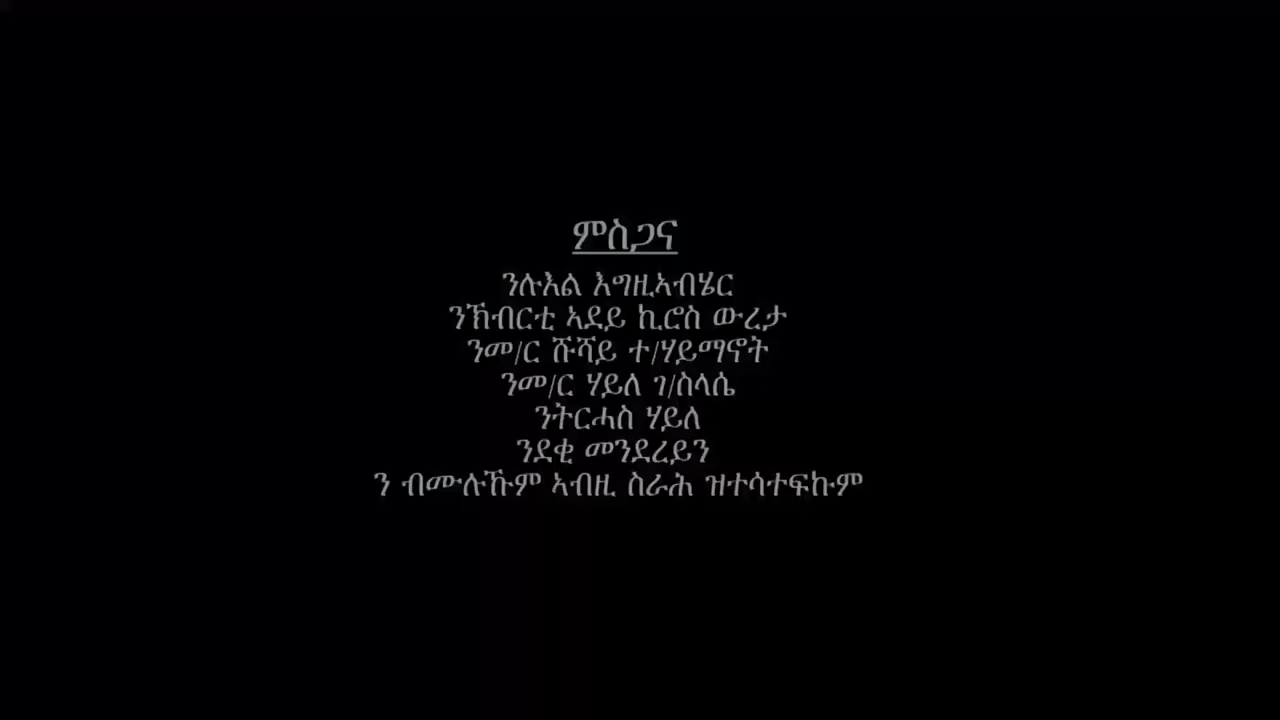 ምስጋና
ንሉእል እግዚኣብሄር
ንኽብርቲ ኣደይ ኪሮስ ውረታ
ንመ/ር ሹሻይ ተ/ሃይማኖት
ንመ/ር ሃይለ ገ/ስላሴ
ንትርሓስ ሃይለ
ንደቂ መንደረይን
ን ብሙሉኹም ኣብዚ ስራሕ ዝተሳተፍኩም